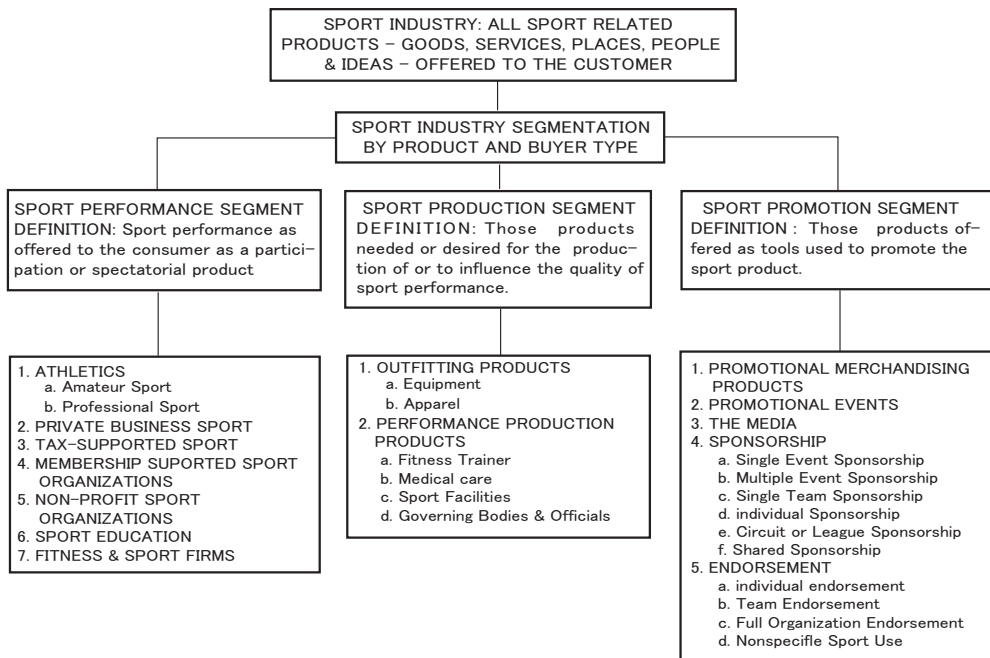 SPORT INDUSTRY: ALL SPORT RELATED
PRODUCTS – GOODS, SERVICES, PLACES, PEOPLE
& IDEAS – OFFERED TO THE CUSTOMER
SPORT INDUSTRY SEGMENTATION
BY PRODUCT AND BUYER TYPE
SPORT PERFORMANCE SEGMENT
DEFINITION: Sport performance as
offered to the consumer as a partici-
pation or spectatorial product
SPORT PRODUCTION SEGMENT
DEFINITION: Those products
needed or desired for the produc-
tion of or to influence the quality of
sport performance.
SPORT PROMOTION SEGMENT
DEFINITION : Those products of-
fered as tools used to promote the
sport product.
1. ATHLETICS
a. Amateur Sport
b. Professional Sport
2. PRIVATE BUSINESS SPORT
3. TAX-SUPPORTED SPORT
4. MEMBERSHIP SUPORTED SPORT
ORGANIZATIONS
5. NON-PROFIT SPORT
ORGANIZATIONS
6. SPORT EDUCATION
7. FITNESS & SPORT FIRMS
1. OUTFITTING PRODUCTS
a. Equipment
b. Apparel
2. PERFORMANCE PRODUCTION
PRODUCTS
a. Fitness Trainer
b. Medical care
c. Sport Facilities
d. Governing Bodies & Officials
1. PROMOTIONAL MERCHANDISING
PRODUCTS
2. PROMOTIONAL EVENTS
3. THE MEDIA
4. SPONSORSHIP
a. Single Event Sponsorship
b. Multiple Event Sponsorship
c. Single Team Sponsorship
d. individual Sponsorship
e. Circuit or League Sponsorship
f. Shared Sponsorship
5. ENDORSEMENT
a. individual endorsement
b. Team Endorsement
c. Full Organization Endorsement
d. Nonspecifle Sport Use